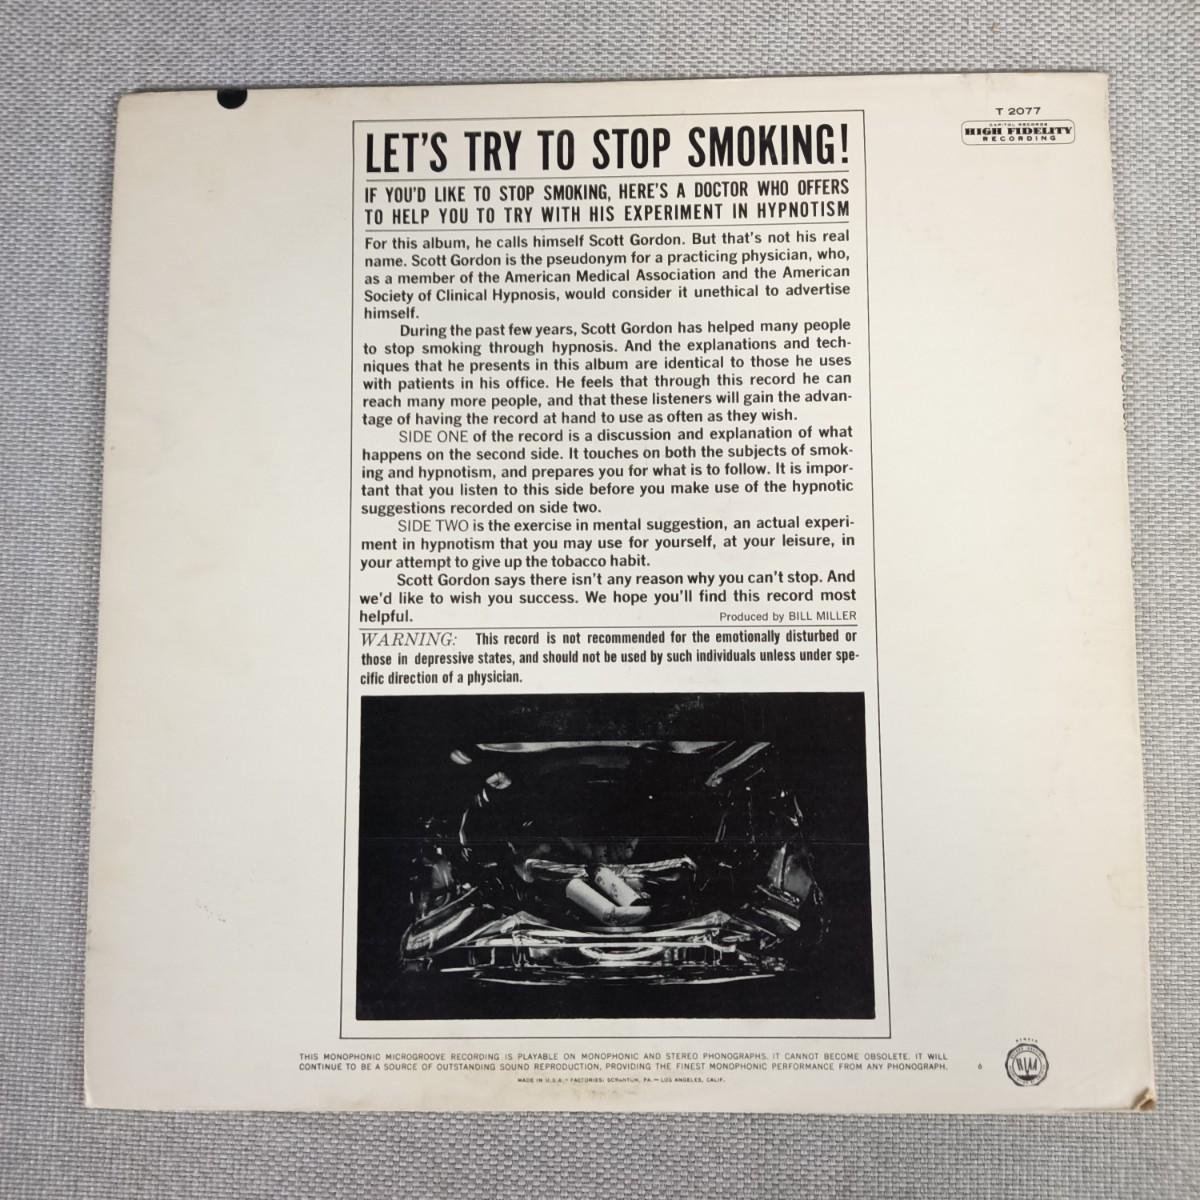 T 2077
CAPITOL RECORDS
HIGH FIDELITY
RECORDING
LET'S TRY TO STOP SMOKING!
IF YOU'D LIKE TO STOP SMOKING, HERE'S A DOCTOR WHO OFFERS
TO HELP YOU TO TRY WITH HIS EXPERIMENT IN HYPNOTISM
For this album, he calls himself Scott Gordon. But that's not his real
name. Scott Gordon is the pseudonym for a practicing physician, who,
as a member of the American Medical Association and the American
Society of Clinical Hypnosis, would consider it unethical to advertise
himself.
During the past few years, Scott Gordon has helped many people
to stop smoking through hypnosis. And the explanations and tech-
niques that he presents in this album are identical to those he uses
with patients in his office. He feels that through this record he can
reach many more people, and that these listeners will gain the advan-
tage of having the record at hand to use as often as they wish.
SIDE ONE of the record is a discussion and explanation of what
happens on the second side. It touches on both the subjects of smok-
ing and hypnotism, and prepares you for what is to follow. It is impor-
tant that you listen to this side before you make use of the hypnotic
suggestions recorded on side two.
SIDE TWO is the exercise in mental suggestion, an actual experi-
ment in hypnotism that you may use for yourself, at your leisure, in
your attempt to give up the tobacco habit.
Scott Gordon says there isn't any reason why you can't stop. And
we'd like to wish you success. We hope you'll find this record most
helpful.
Produced by BILL MILLER
WARNING: This record is not recommended for the emotionally disturbed or
those in depressive states, and should not be used by such individuals unless under spe-
cific direction of a physician.
THIS MONOPHONIC MICROGROOVE RECORDING IS PLAYABLE ON MONOPHONIC AND STEREO PHONOGRAPHS. IT CANNOT BECOME OBSOLETE. IT WILL
CONTINUE TO BE A SOURCE OF OUTSTANDING SOUND REPRODUCTION, PROVIDING THE FINEST MONOPHONIC PERFORMANCE FROM ANY PHONOGRAPH.
6
MADE IN U.S.A. – FACTORIES: SCRANTON, PA. – LOS ANGELES, CALIF.
RIAA